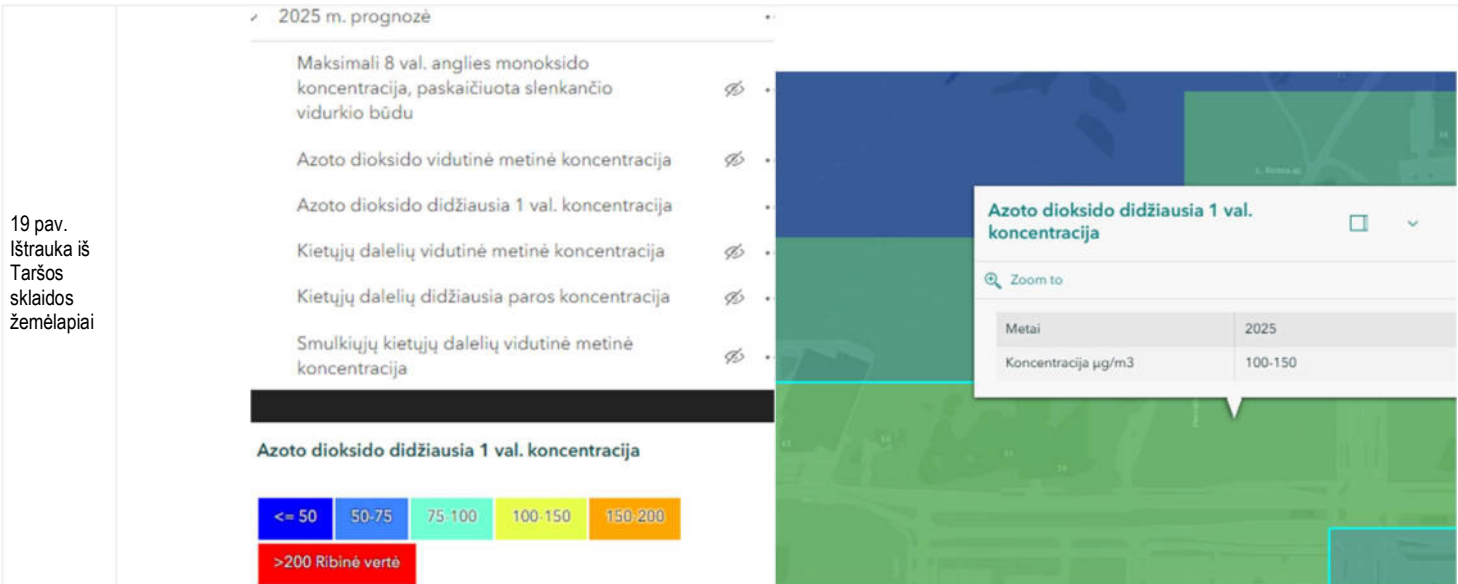 19 pav.
Ištrauka iš
Taršos
sklaidos
žemėlapiai
2025 m. prognozė
Maksimali 8 val. anglies monoksido
koncentracija, paskaičiuota slenkančio
vidurkio būdu
Azoto dioksido vidutinė metinė koncentracija
Azoto dioksido didžiausia 1 val. koncentracija
Kietųjų dalelių vidutinė metinė koncentracija
Kietųjų dalelių didžiausia paros koncentracija
Smulkiųjų kietųjų dalelių vidutinė metinė
koncentracija
Azoto dioksido didžiausia 1 val. koncentracija
<= 50 50-75 75-100 100-150 150-200
>200 Ribinė vertė
Azoto dioksido didžiausia 1 val.
koncentracija
Zoom to
Metai 2025
Koncentracija µg/m3 100-150